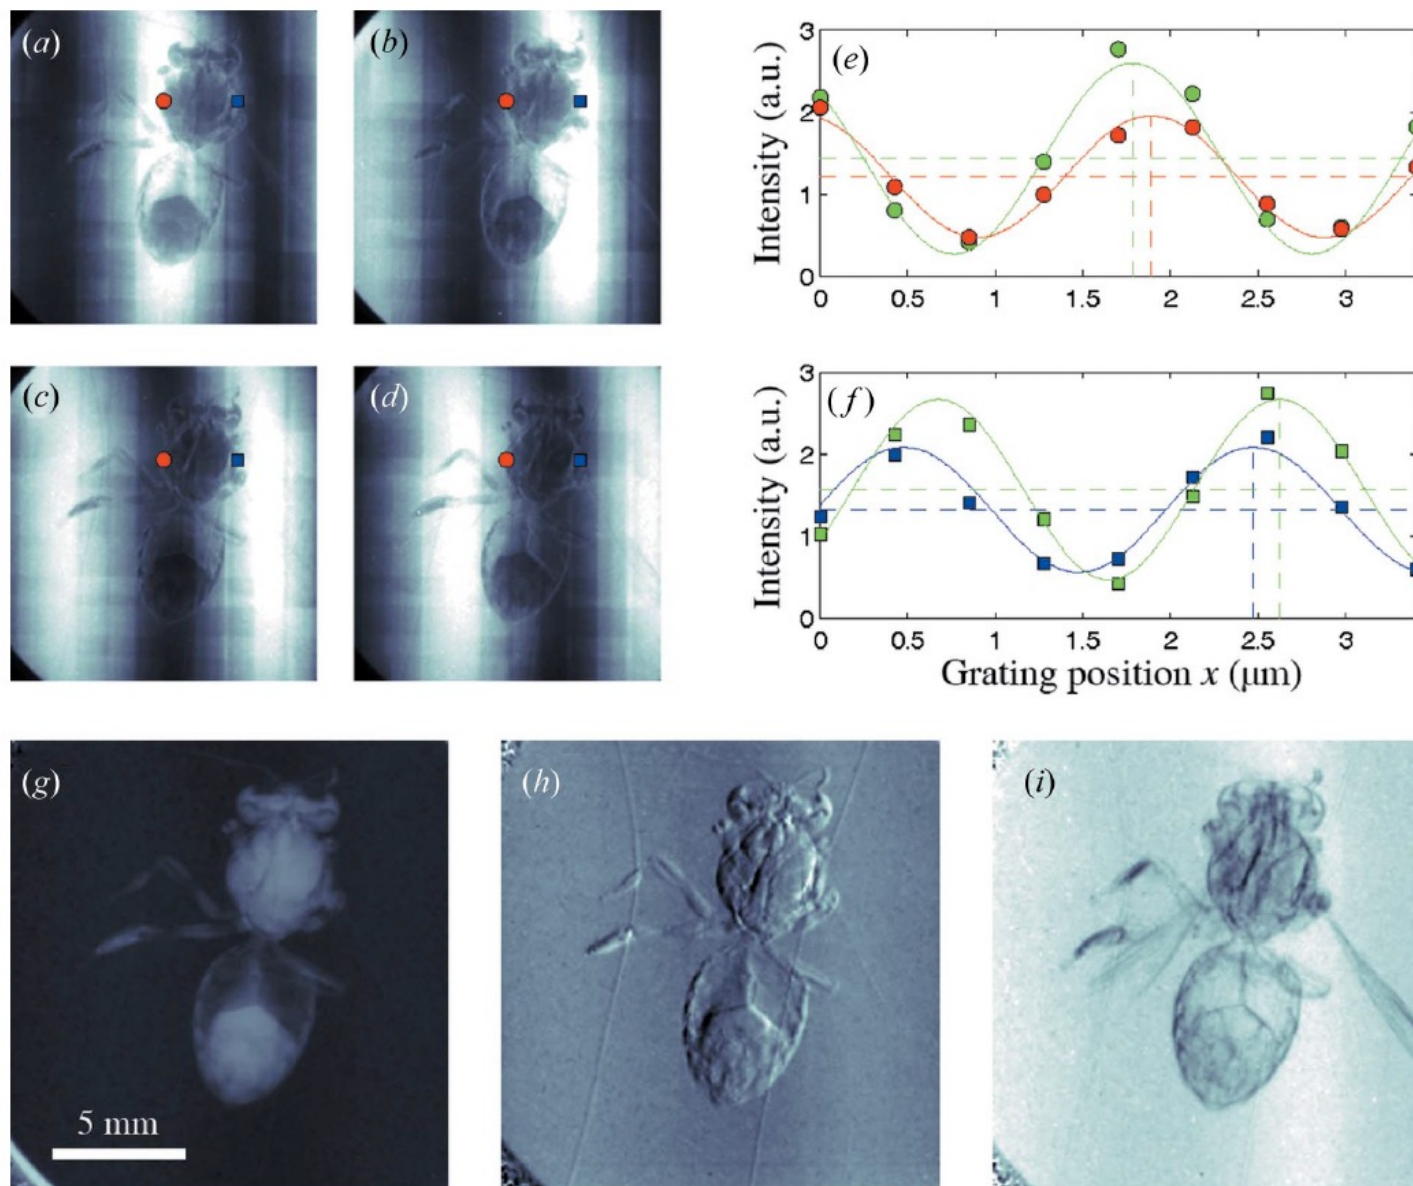 (a)
(b)
(e)
Intensity (a.u.)
3
2
1
0
0 0.5 1 1.5 2 2.5 3
(c)
(d)
(f)
Intensity (a.u.)
3
2
1
0
0 0.5 1 1.5 2 2.5 3
Grating position x (μm)
(g)
(h)
(i)
5 mm